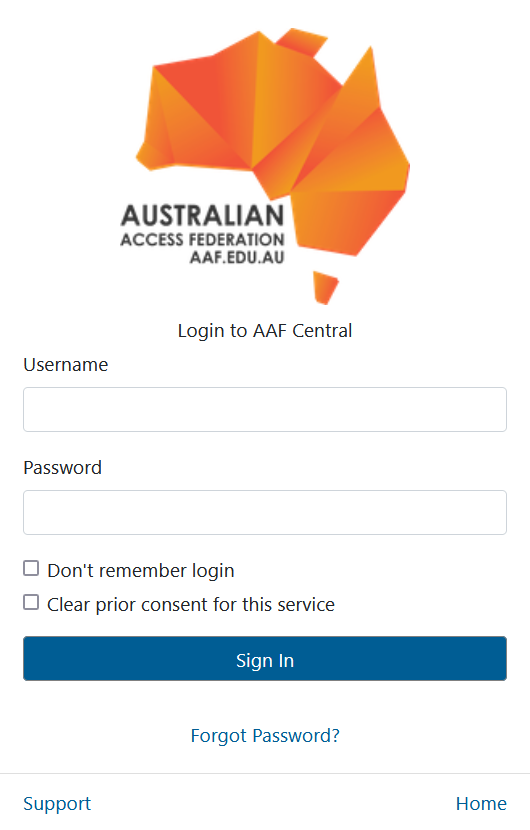 AUSTRALIAN
ACCESS FEDERATION
AAF.EDU.AU
Login to AAF Central
Username
Password
Don't remember login
Clear prior consent for this service
Sign In
Forgot Password?
Support
Home